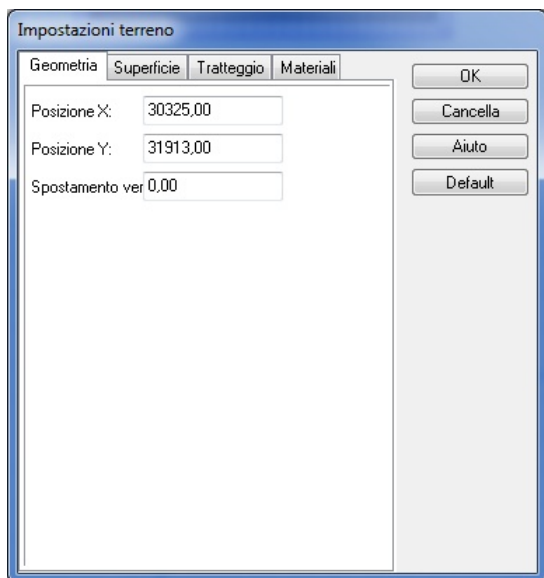 Impostazioni terreno
Geometria Superficie Tratteggio Materiali
OK
Posizione X: 30325,00
Cancella
Posizione Y: 31913,00
Aiuto
Spostamento ver 0,00
Default